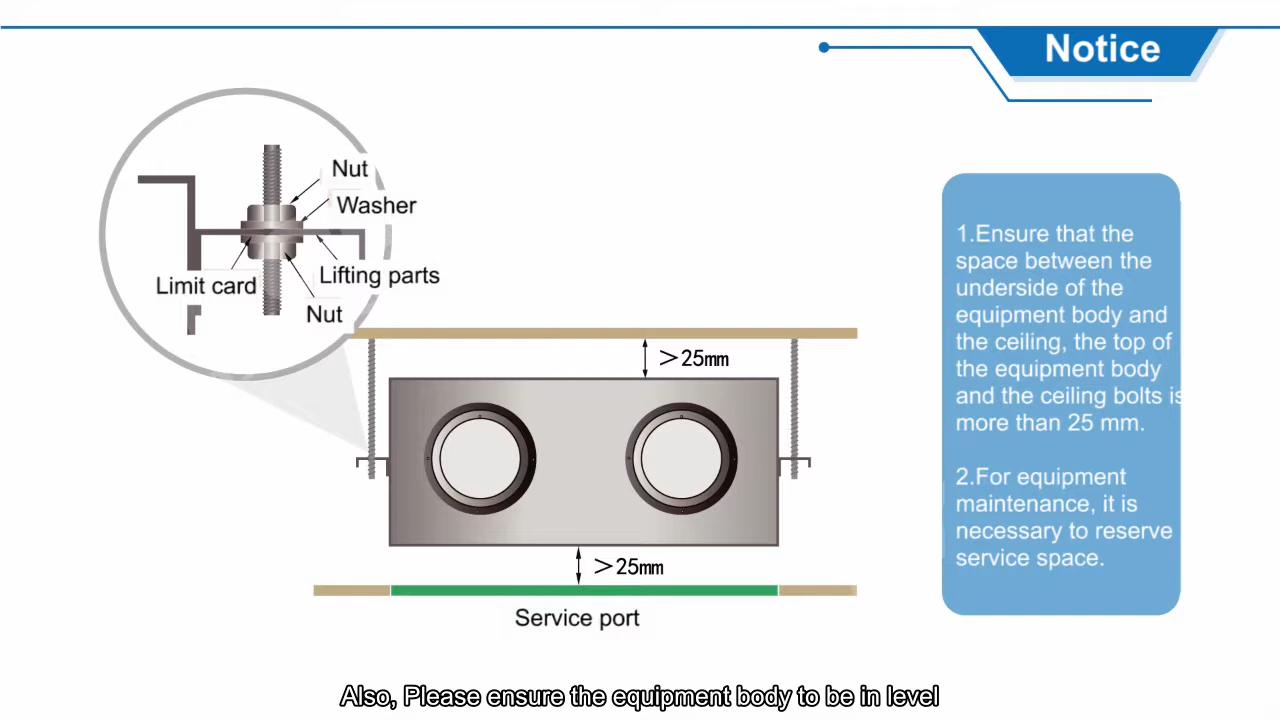 Notice
Nut
Washer
Limit card
Lifting parts
Nut
>25mm
>25mm
Service port
1.Ensure that the
space between the
underside of the
equipment body and
the ceiling, the top of
the equipment body
and the ceiling bolts is
more than 25 mm.
2.For equipment
maintenance, it is
necessary to reserve
service space.
Also, Please ensure the equipment body to be in level